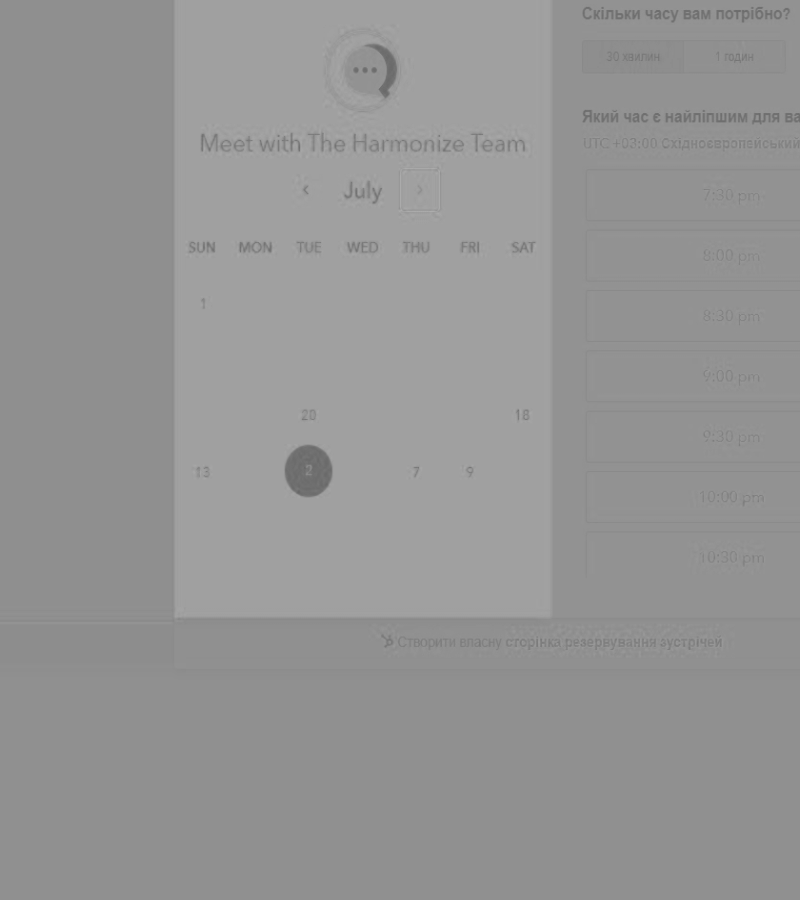 Meet with The Harmonize Team
‹ July ›
SUN MON TUE WED THU FRI SAT
1
20 18
13 2 7 9
Скільки часу вам потрібно?
30 хвилин 1 годин
Який час є найліпшим для ва
UTC +03:00 Східноєвропейський
7:30 pm
8:00 pm
8:30 pm
9:00 pm
9:30 pm
10:00 pm
10:30 pm
Створити власну сторінка резервування зустрічей